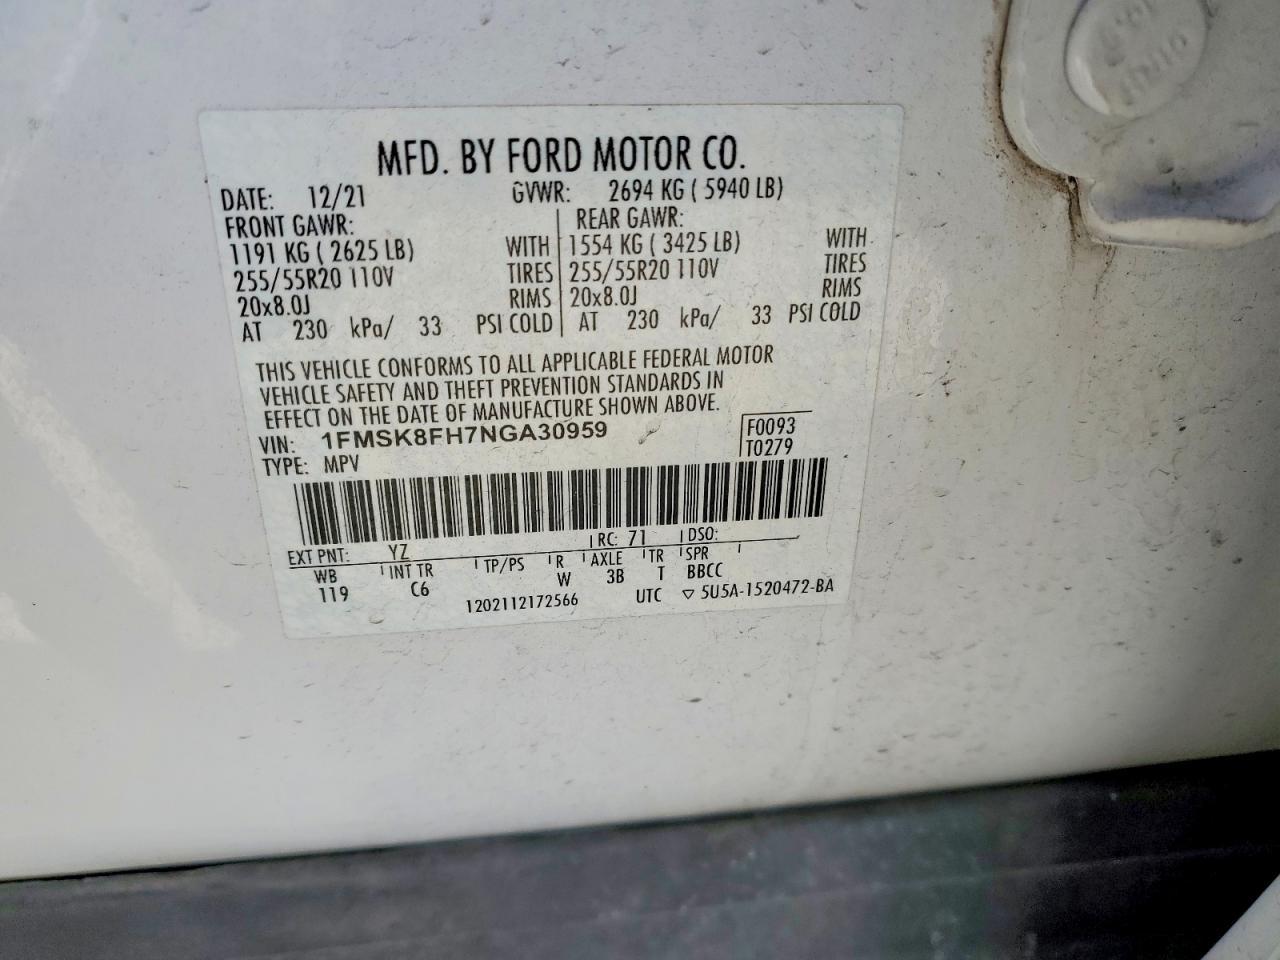 MFD. BY FORD MOTOR CO.
DATE: 12/21 GVWR: 2694 KG ( 5940 LB)
FRONT GAWR: REAR GAWR:
1191 KG ( 2625 LB) WITH 1554 KG ( 3425 LB) WITH
255/55R20 110V TIRES 255/55R20 110V TIRES
20x8.0J RIMS 20x8.0J RIMS
AT 230 kPa/ 33 PSI COLD AT 230 kPa/ 33 PSI COLD
THIS VEHICLE CONFORMS TO ALL APPLICABLE FEDERAL MOTOR
VEHICLE SAFETY AND THEFT PREVENTION STANDARDS IN
EFFECT ON THE DATE OF MANUFACTURE SHOWN ABOVE.
VIN: 1FMSK8FH7NGA30959 F0093
TYPE: MPV T0279
EXT PNT: YZ RC: 71 DSO:
WB INT TR TP/PS R AXLE TR SPR
119 C6 W 3B T BBCC
1202112172566 UTC ▽ 5U5A-1520472-BA